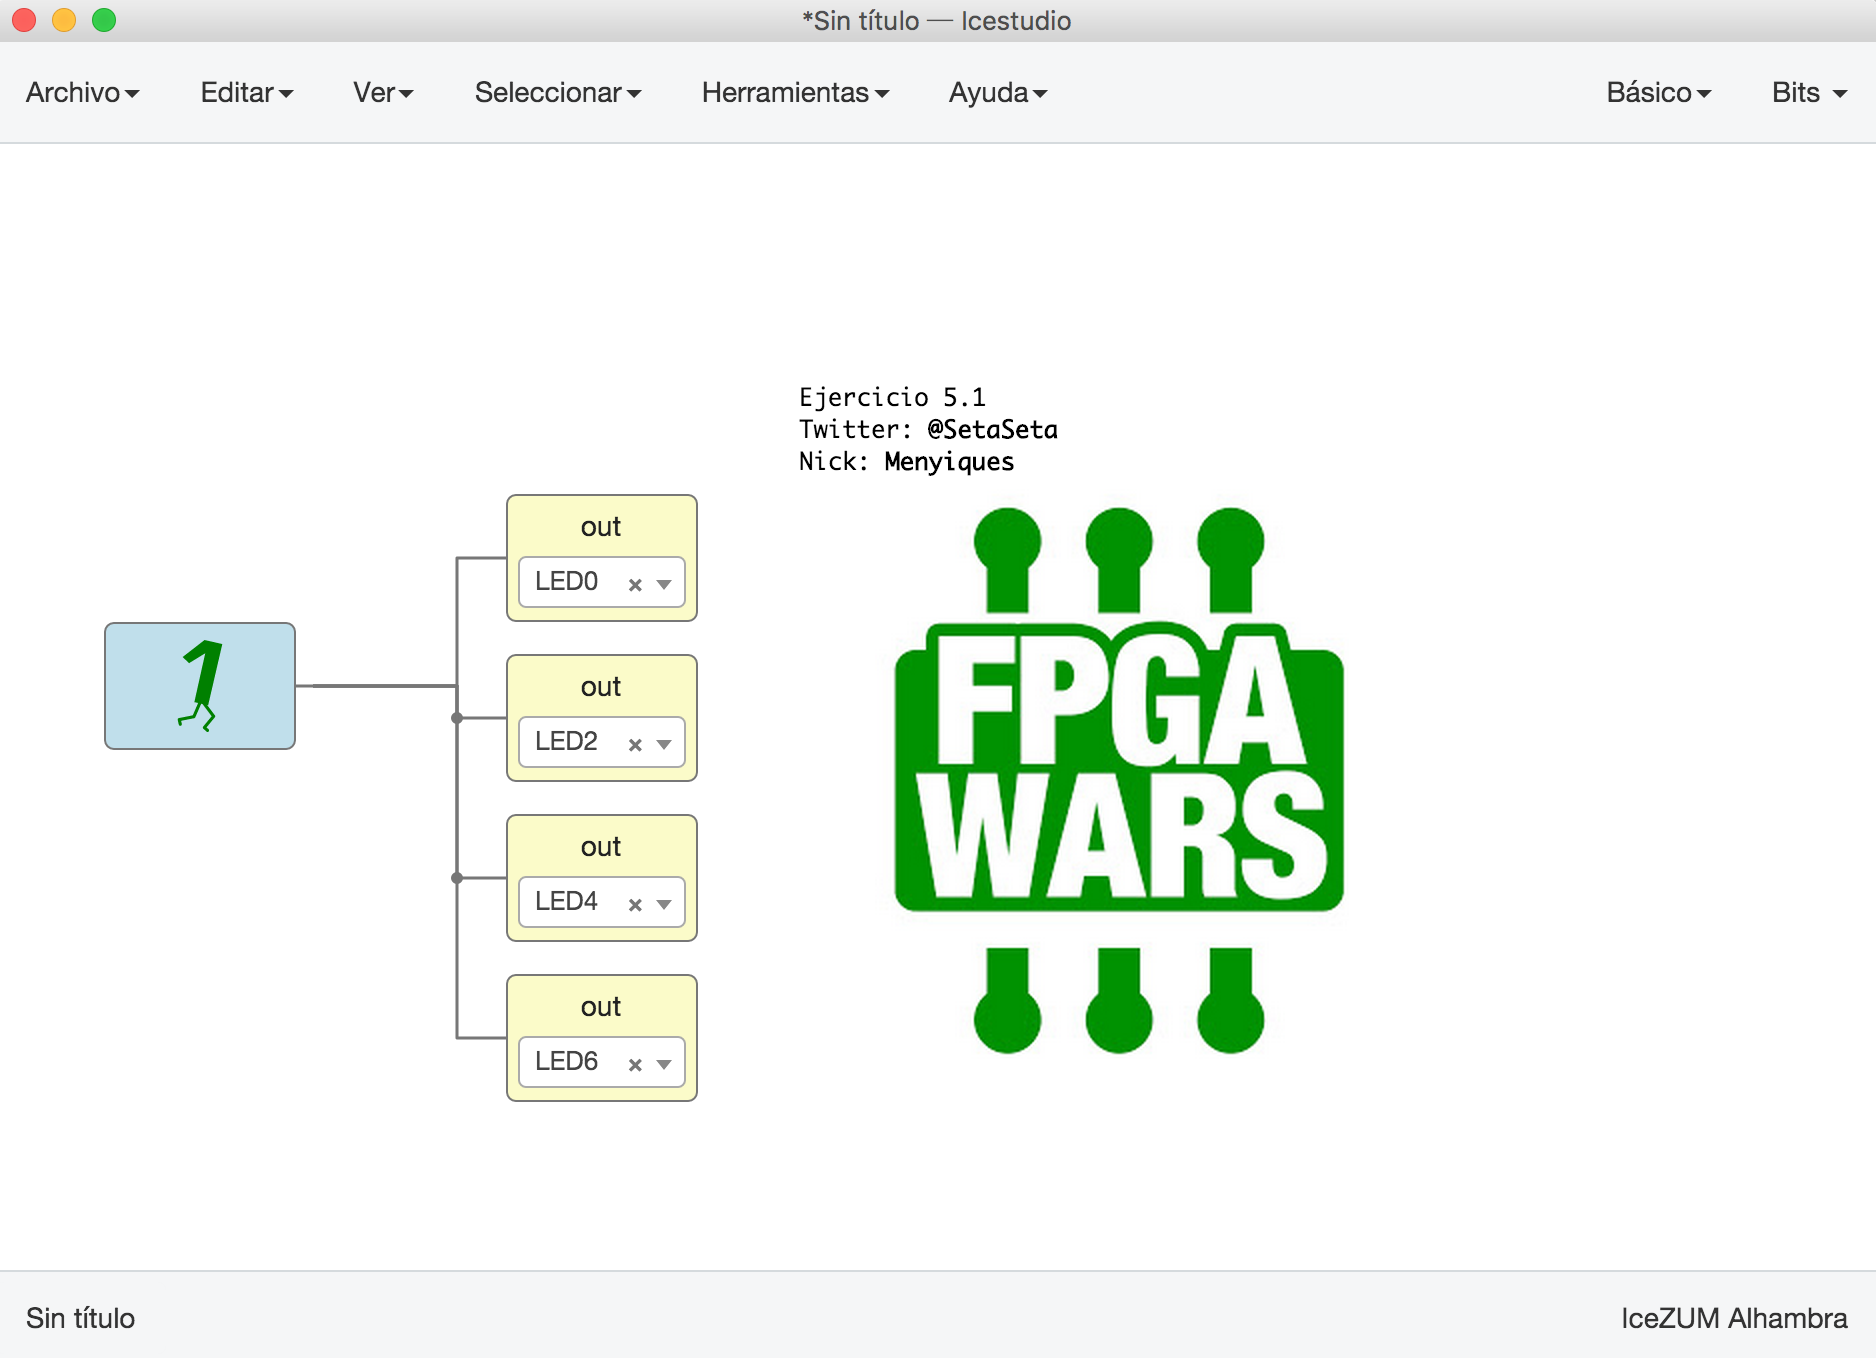 *Sin título — Icestudio
Archivo Editar Ver Seleccionar Herramientas Ayuda Básico Bits
Ejercicio 5.1
Twitter: @SetaSeta
Nick: Menyiques
1
out
LED0
out
LED2
out
LED4
out
LED6
FPGA
WARS
Sin título IceZUM Alhambra